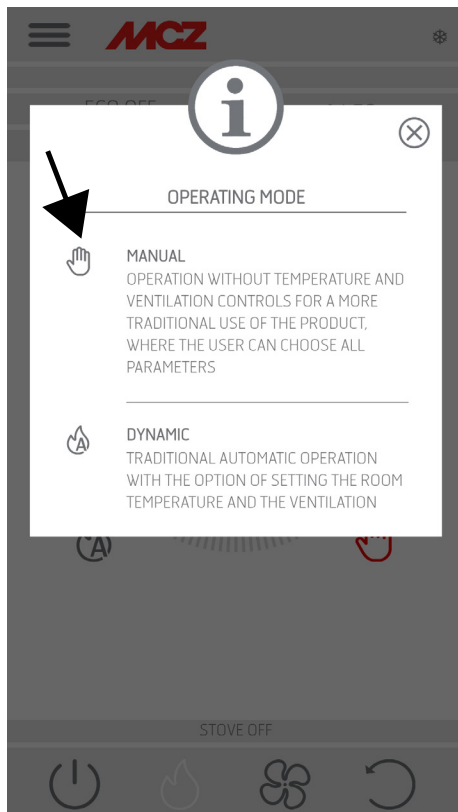 MCZ
ECO OFF
OPERATING MODE
MANUAL
OPERATION WITHOUT TEMPERATURE AND
VENTILATION CONTROLS FOR A MORE
TRADITIONAL USE OF THE PRODUCT,
WHERE THE USER CAN CHOOSE ALL
PARAMETERS
DYNAMIC
TRADITIONAL AUTOMATIC OPERATION
WITH THE OPTION OF SETTING THE ROOM
TEMPERATURE AND THE VENTILATION
A
STOVE OFF